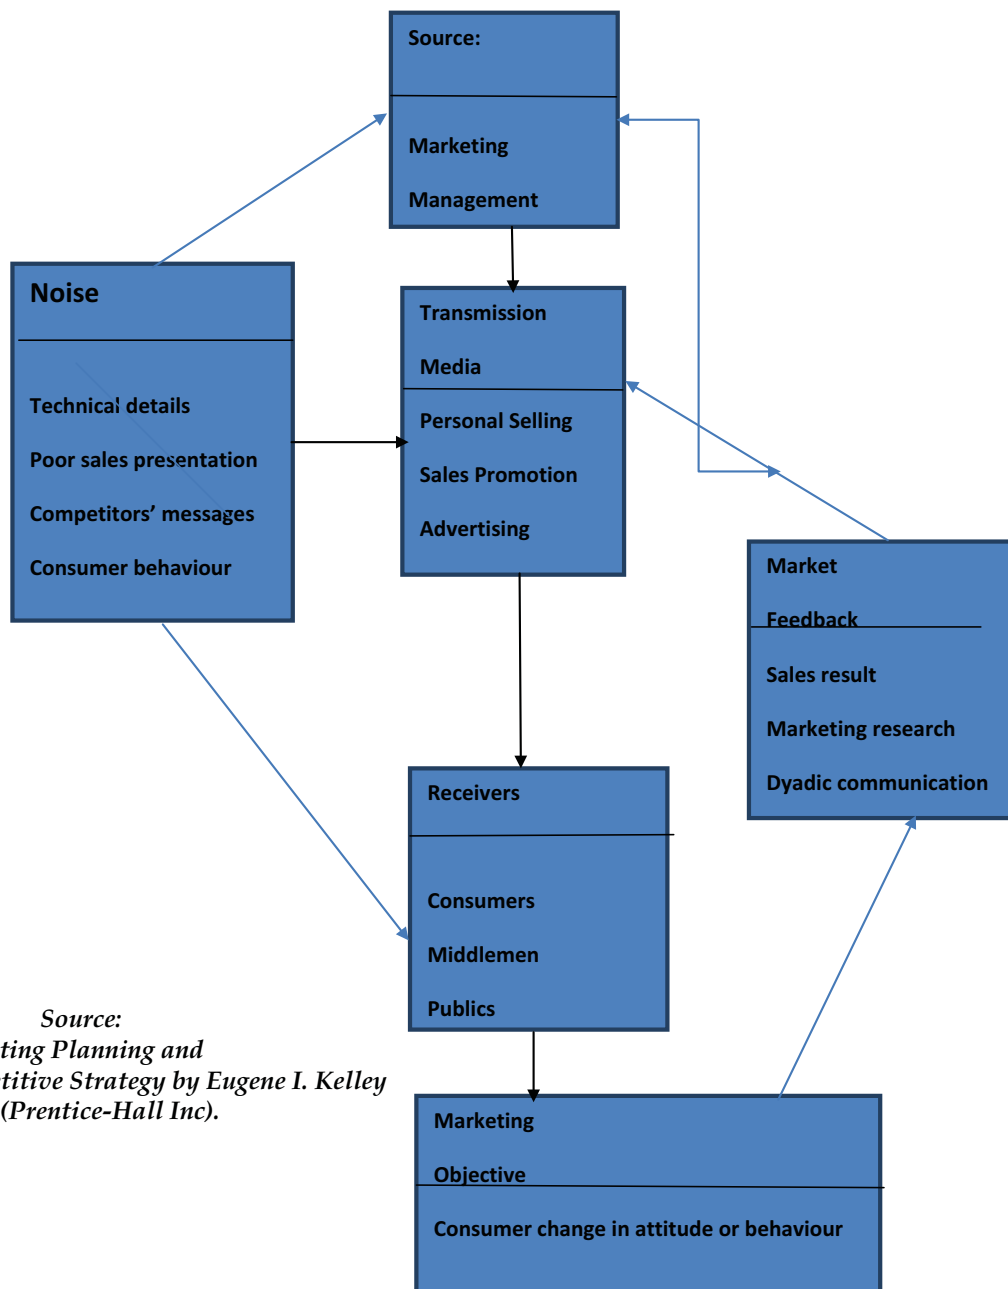 Source:
Marketing
Management
Noise
Technical details
Poor sales presentation
Competitors’ messages
Consumer behaviour
Transmission
Media
Personal Selling
Sales Promotion
Advertising
Market
Feedback
Sales result
Marketing research
Dyadic communication
Receivers
Consumers
Middlemen
Publics
Source:
ting Planning and
titive Strategy by Eugene I. Kelley
(Prentice-Hall Inc).
Marketing
Objective
Consumer change in attitude or behaviour